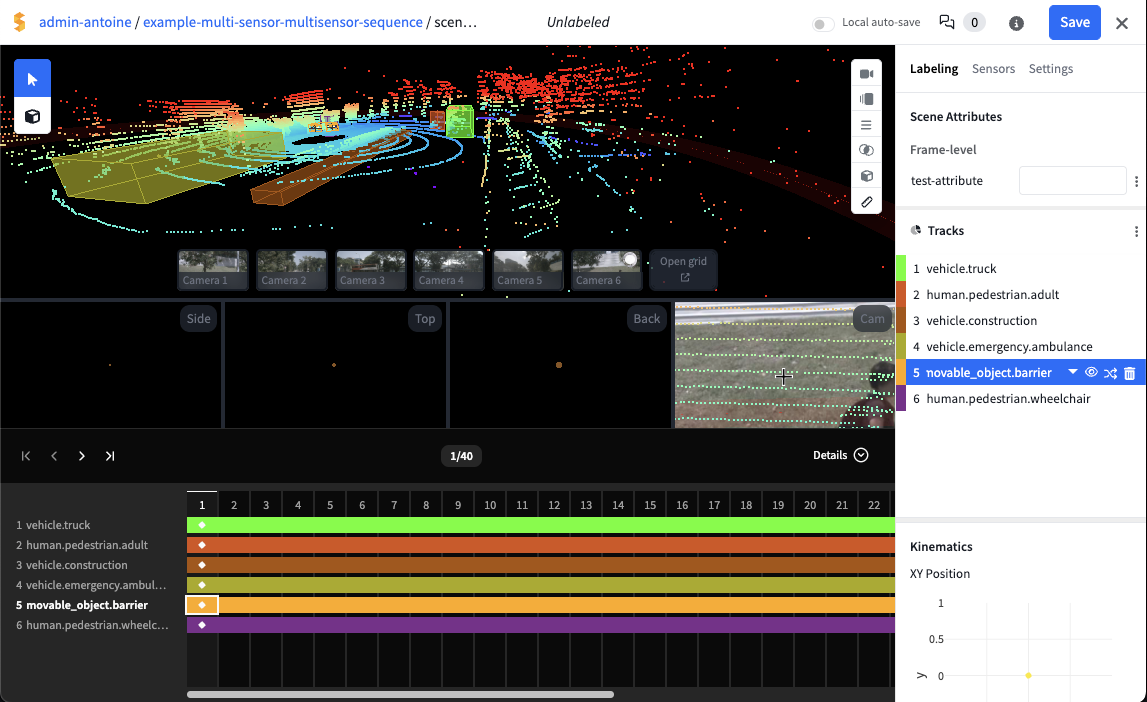 admin-antoine / example-multi-sensor-multisensor-sequence / scen…
Unlabeled
Local auto-save
0
Save
Labeling Sensors Settings
Scene Attributes
Frame-level
test-attribute
Tracks
1 vehicle.truck
2 human.pedestrian.adult
3 vehicle.construction
4 vehicle.emergency.ambulance
5 movable_object.barrier
6 human.pedestrian.wheelchair
Camera 1
Camera 2
Camera 3
Camera 4
Camera 5
Camera 6
Open grid
Side
Top
Back
Cam
1/40
Details
1 2 3 4 5 6 7 8 9 10 11 12 13 14 15 16 17 18 19 20 21 22
1 vehicle.truck
2 human.pedestrian.adult
3 vehicle.construction
4 vehicle.emergency.ambul…
5 movable_object.barrier
6 human.pedestrian.wheelc…
Kinematics
XY Position
1
0.5
0
y